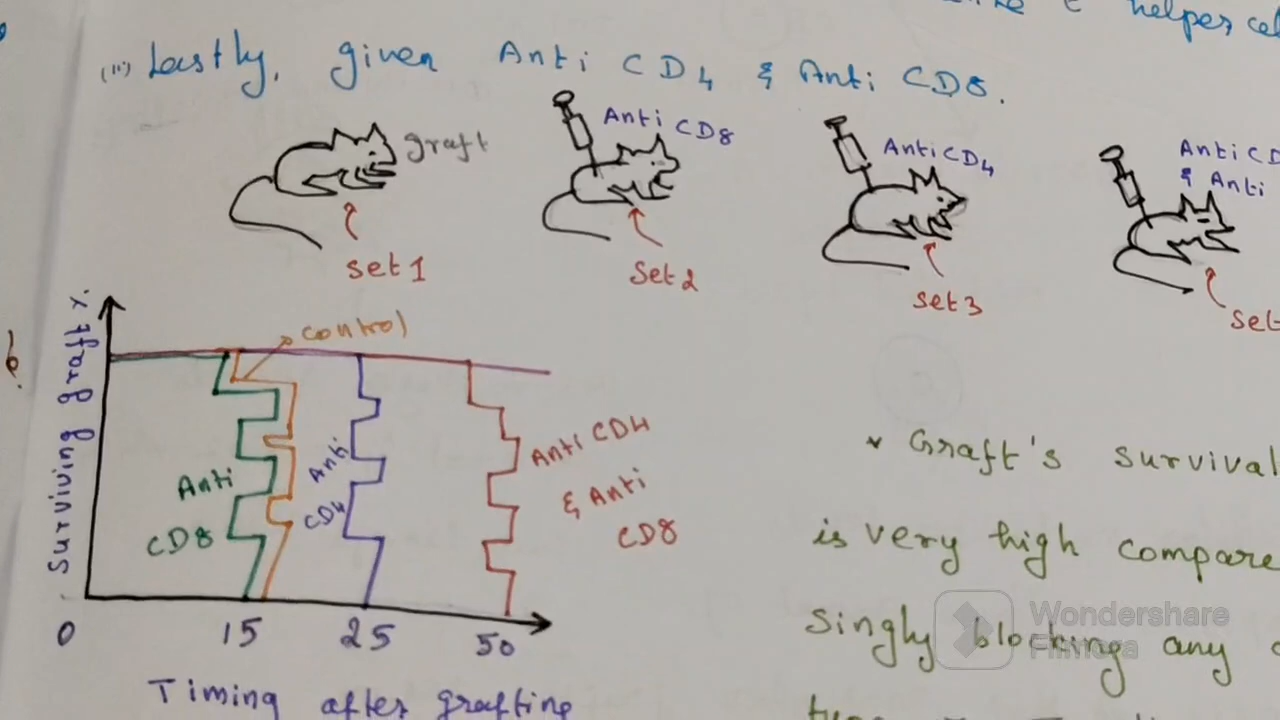 helper cel
(iii) Lastly, given Anti CD4 & Anti CD8.
graft
Anti CD8
Anti CD4
Anti CD
& Anti
set 1
Set 2
set 3
Set
Surviving graft %.
control
Anti
CD8
Anti
CD4
Anti CD4
& Anti
CD8
0 15 25 50
Timing after grafting
* Graft's survival
is very high compare
Singly blocking any
Wondershare
Filmora